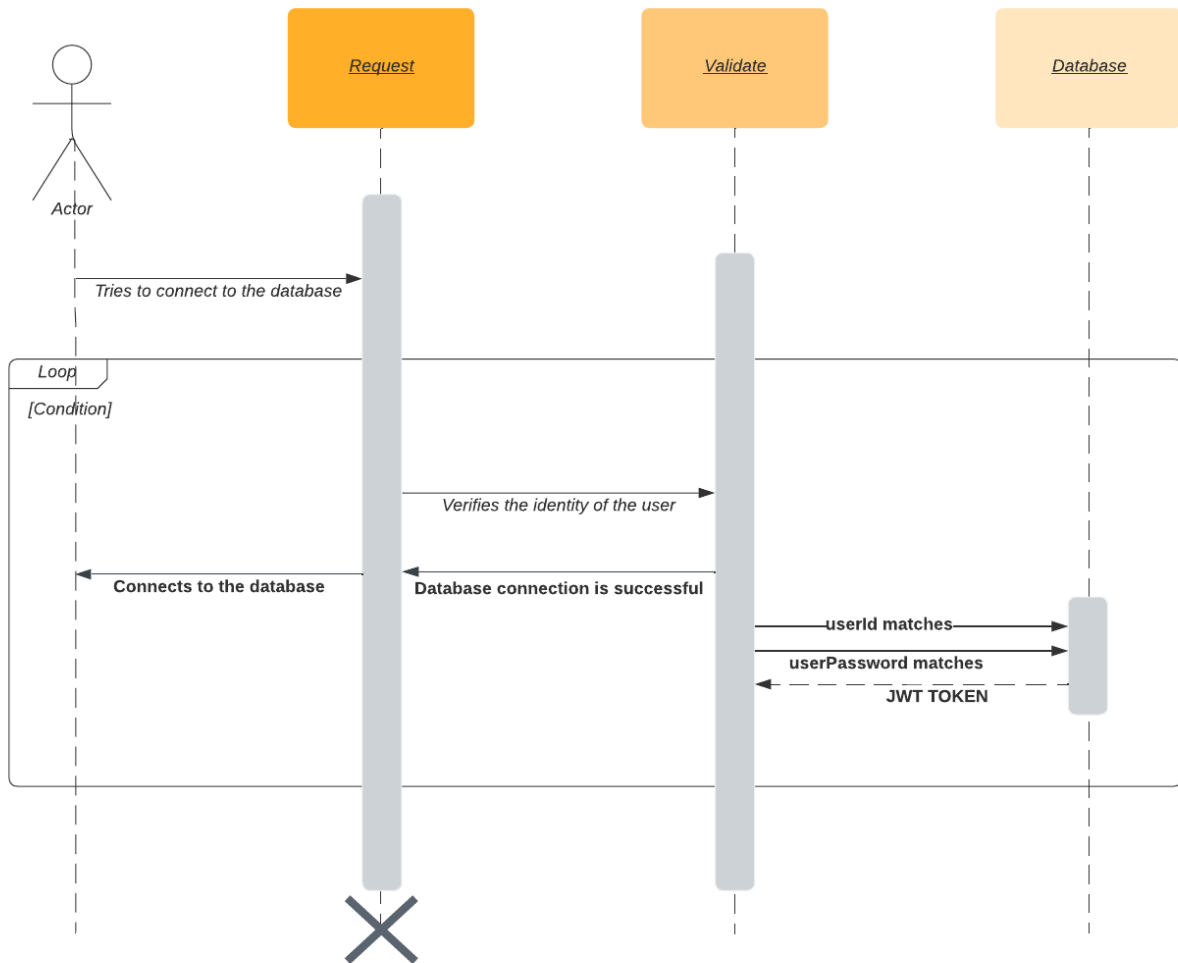 Request
Validate
Database
Actor
Tries to connect to the database
Loop
[Condition]
Verifies the identity of the user
Connects to the database
Database connection is successful
userId matches
userPassword matches
JWT TOKEN